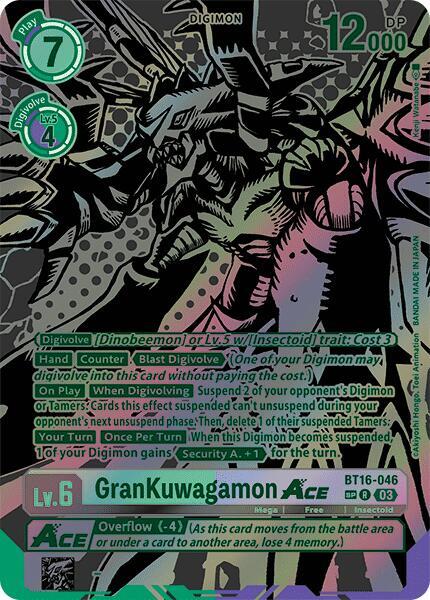 DIGIMON
Play
7
DP
12000
Digivolve
Lv.5
4
Kenji Watanabe
©Akiyoshi Hongo, Toei Animation BANDAI MADE IN JAPAN
Digivolve [Dinobeemon] or Lv.5 w/[Insectoid] trait: Cost 3
Hand Counter Blast Digivolve (One of your Digimon may
digivolve into this card without paying the cost.)
On Play When Digivolving Suspend 2 of your opponent's Digimon
or Tamers. Cards this effect suspended can't unsuspend during your
opponent's next unsuspend phase. Then, delete 1 of their suspended Tamers.
Your Turn Once Per Turn When this Digimon becomes suspended,
1 of your Digimon gains Security A. +1 for the turn.
Lv.6 GranKuwagamon ACE
BT16-046
SP R 03
Mega Free Insectoid
ACE Overflow《-4》(As this card moves from the battle area
or under a card to another area, lose 4 memory.)